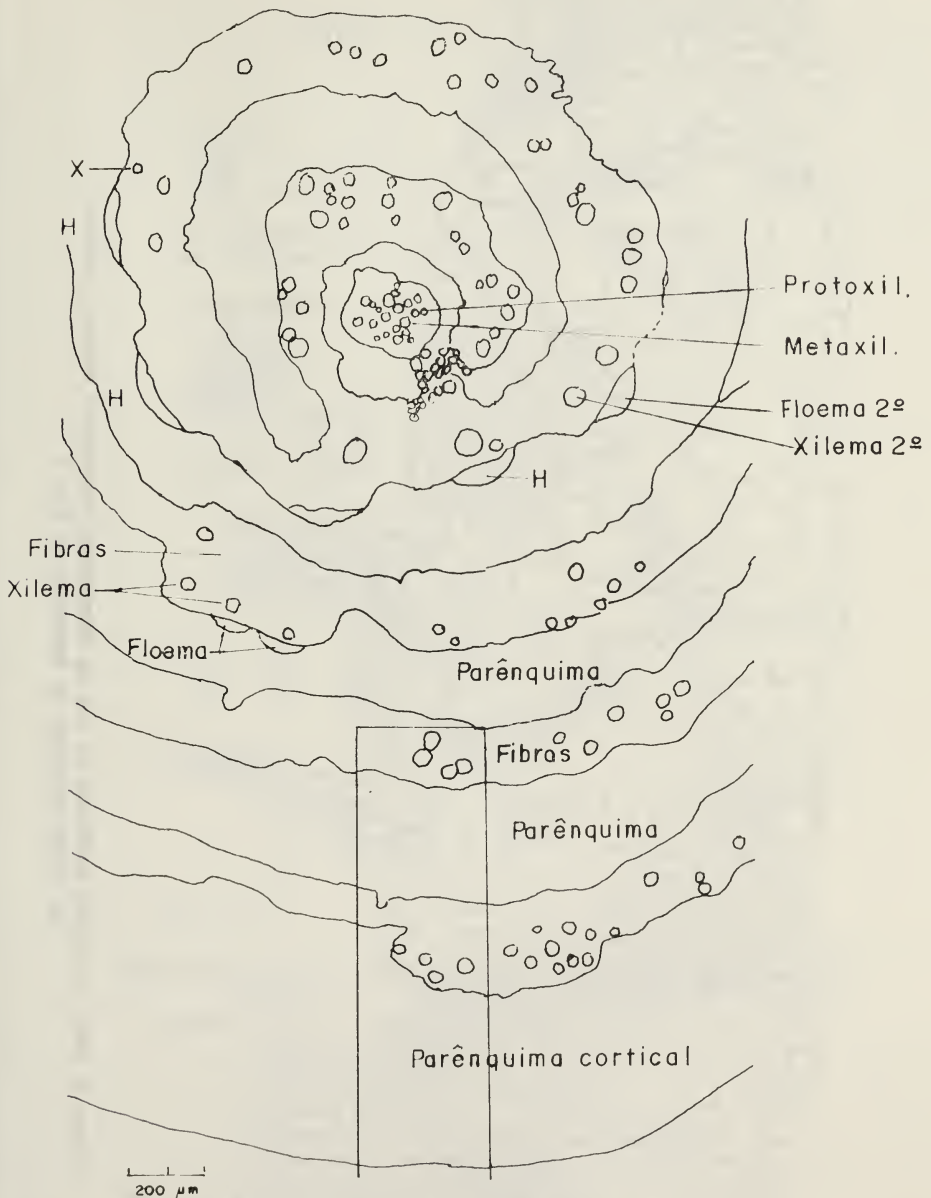 X
H
Protoxil.
Metaxil.
H
Floema 2º
Xilema 2º
H
Fibras
Xilema
Floema
Parênquima
Fibras
Parênquima
Parênquima cortical
200 µm